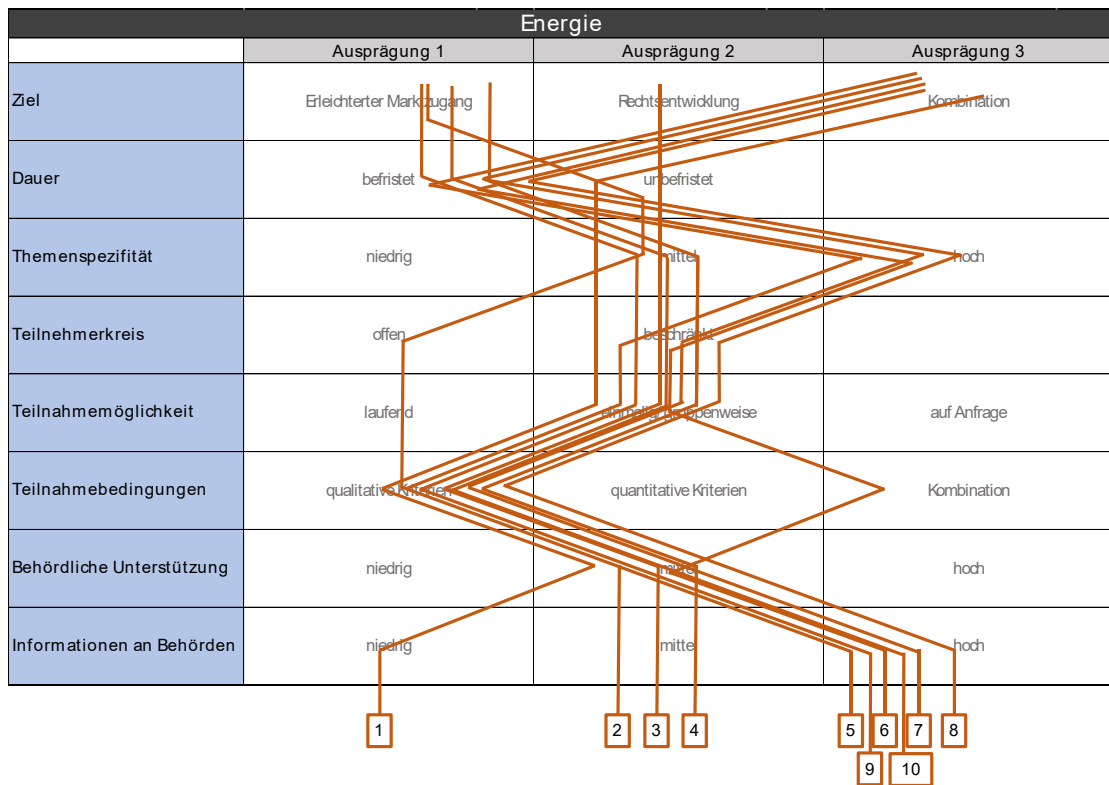 Energie
Ausprägung 1 Ausprägung 2 Ausprägung 3
Ziel Erleichterter Marktzugang Rechtsentwicklung Kombination
Dauer befristet unbefristet
Themenspezifität niedrig mittel hoch
Teilnehmerkreis offen beschränkt
Teilnahmemöglichkeit laufend einmalig/gruppenweise auf Anfrage
Teilnahmebedingungen qualitative Kriterien quantitative Kriterien Kombination
Behördliche Unterstützung niedrig mittel hoch
Informationen an Behörden niedrig mittel hoch
1 2 3 4 5 6 7 8
9 10